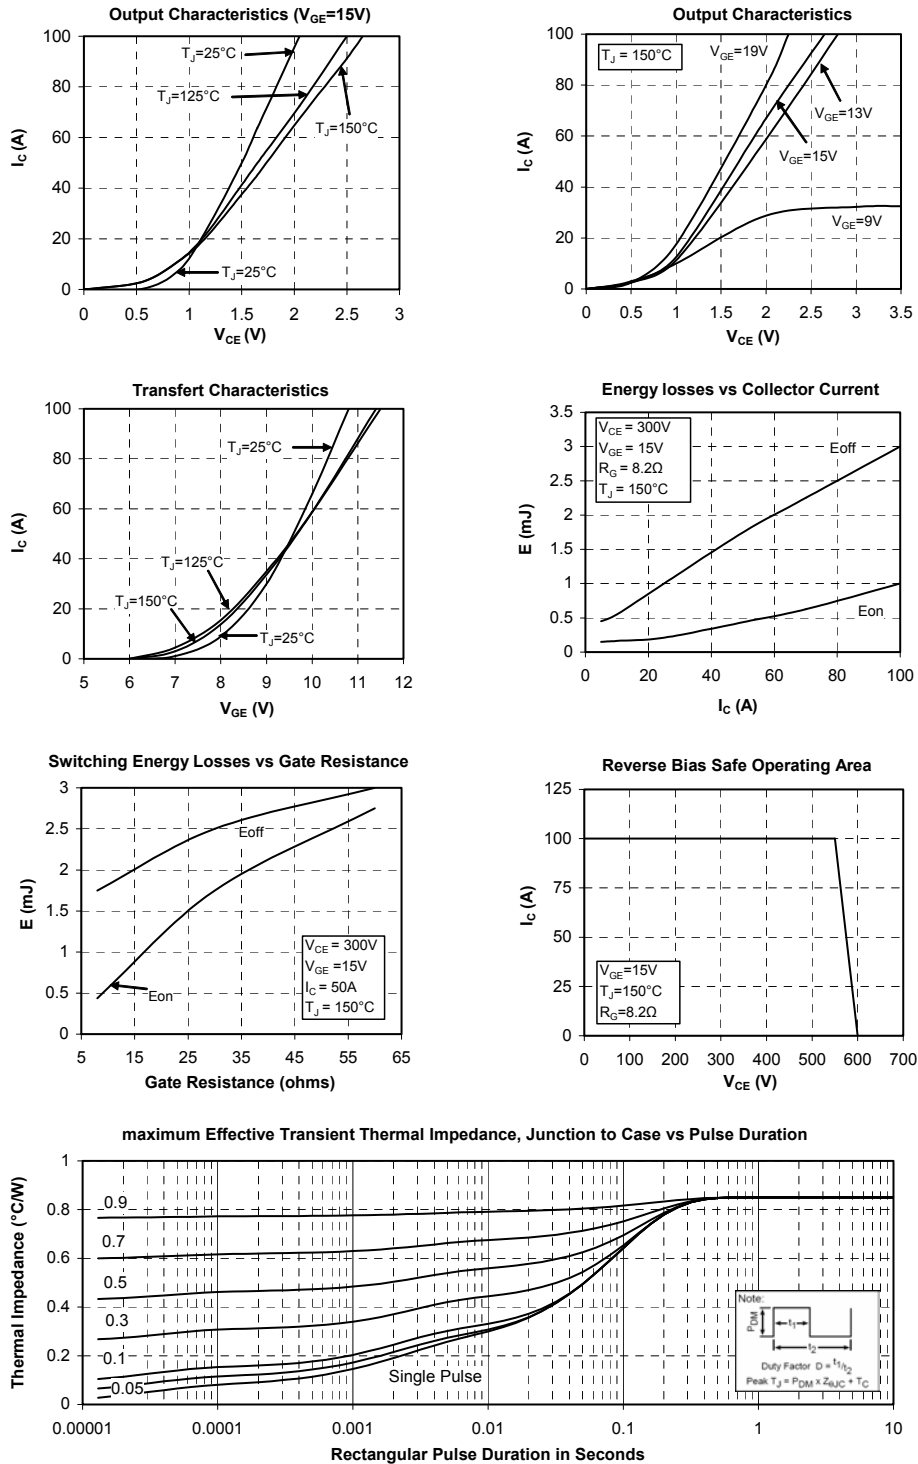 Output Characteristics (VGE=15V)
TJ=25°C
TJ=125°C
TJ=150°C
TJ=25°C
0
20
40
60
80
100
0 0.5 1 1.5 2 2.5 3
VCE (V)
IC (A)
Output Characteristics
TJ = 150°C
VGE=19V
VGE=13V
VGE=15V
VGE=9V
0
20
40
60
80
100
0 0.5 1 1.5 2 2.5 3 3.5
VCE (V)
IC (A)
Transfert Characteristics
TJ=25°C
TJ=125°C
TJ=150°C
TJ=25°C
0
20
40
60
80
100
5 6 7 8 9 10 11 12
VGE (V)
IC (A)
Energy losses vs Collector Current
VCE = 300V
VGE = 15V
RG = 8.2Ω
TJ = 150°C
Eoff
Eon
0
0.5
1
1.5
2
2.5
3
3.5
0 20 40 60 80 100
IC (A)
E (mJ)
Switching Energy Losses vs Gate Resistance
Eoff
Eon
VCE = 300V
VGE =15V
IC = 50A
TJ = 150°C
0
0.5
1
1.5
2
2.5
3
5 15 25 35 45 55 65
Gate Resistance (ohms)
E (mJ)
Reverse Bias Safe Operating Area
VGE=15V
TJ=150°C
RG=8.2Ω
0
25
50
75
100
125
0 100 200 300 400 500 600 700
VCE (V)
IC (A)
maximum Effective Transient Thermal Impedance, Junction to Case vs Pulse Duration
0.9
0.7
0.5
0.3
0.1
0.05
Single Pulse
Note:
PDM
t1
t2
Duty Factor D = t1/t2
Peak TJ = PDM x ZθJC + TC
0
0.2
0.4
0.6
0.8
1
0.00001 0.0001 0.001 0.01 0.1 1 10
Rectangular Pulse Duration in Seconds
Thermal Impedance (°C/W)